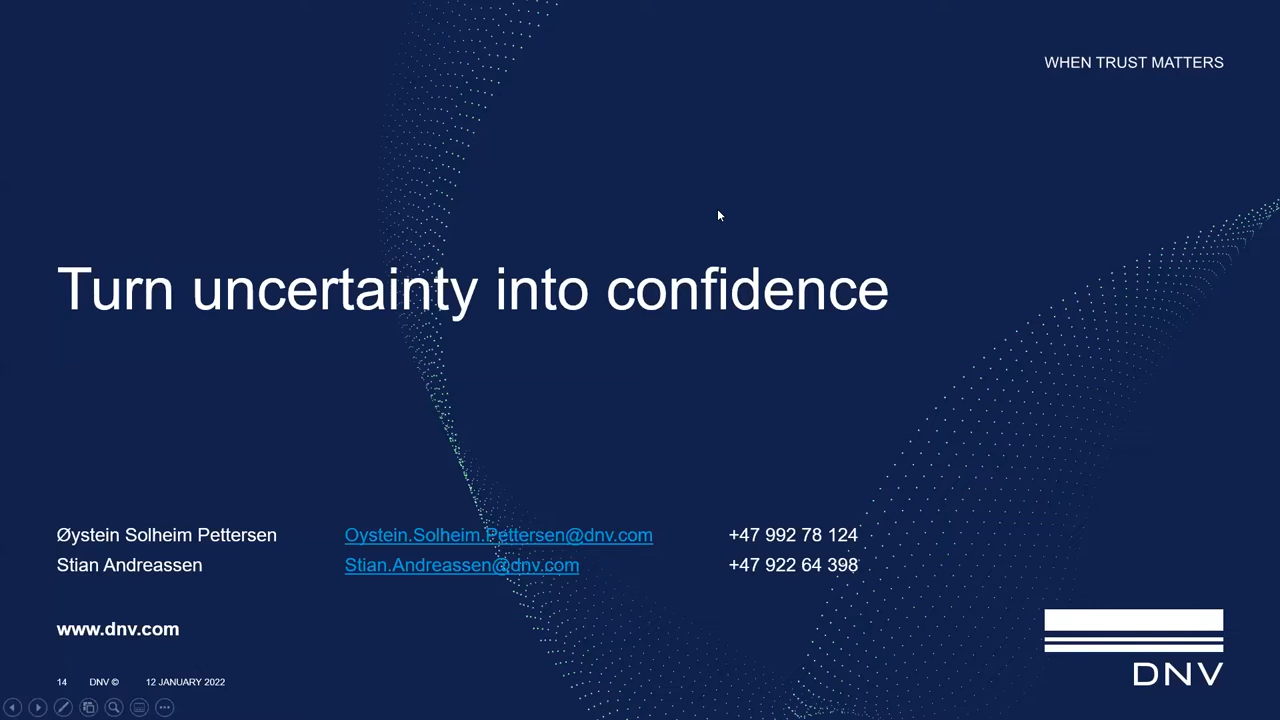 WHEN TRUST MATTERS
Turn uncertainty into confidence
Øystein Solheim Pettersen Oystein.Solheim.Pettersen@dnv.com +47 992 78 124
Stian Andreassen Stian.Andreassen@dnv.com +47 922 64 398
www.dnv.com
DNV
14 DNV © 12 JANUARY 2022